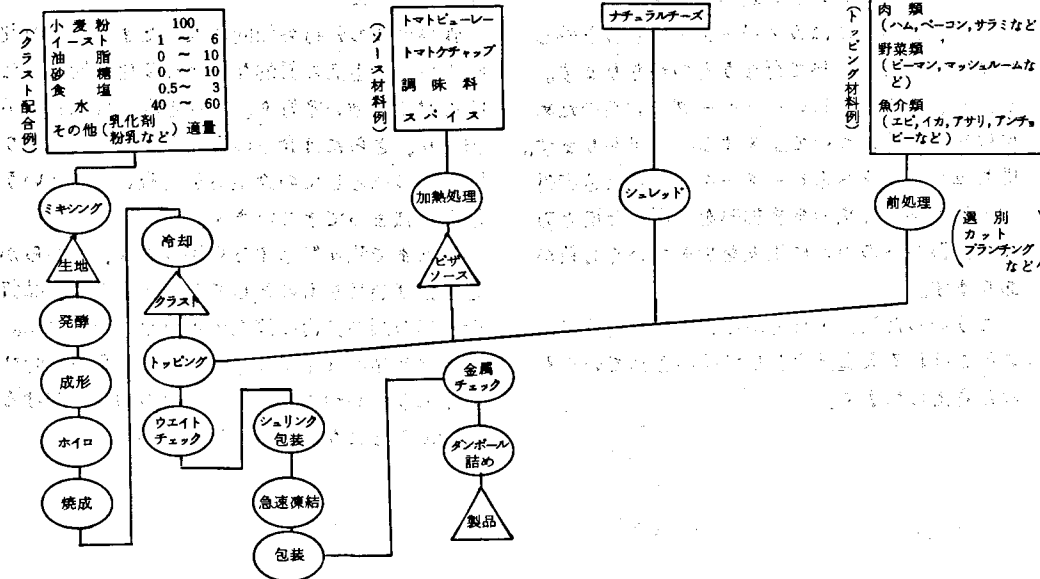 (クラスト配合例)
小麦粉 100
イースト 1 ~ 6
油脂 0 ~ 10
砂糖 0 ~ 10
食塩 0.5~ 3
水 40 ~ 60
その他(乳化剤 粉乳など)適量
ミキシング
生地
発酵
成形
ホイロ
焼成
冷却
クラスト
トッピング
ウエイト
チェック
シュリンク
包装
急速凍結
包装
金属
チェック
ダンボール
詰め
製品
(ソース材料例)
トマトピューレー
トマトケチャップ
調味料
スパイス
加熱処理
ピザ
ソース
ナチュラルチーズ
シュレッド
(トッピング材料例)
肉類
(ハム,ベーコン,サラミなど
野菜類
(ピーマン,マッシュルームな
ど)
魚介類
(エビ,イカ,アサリ,アンチョ
ビーなど)
前処理
(選別
カット
ブランチング
など)